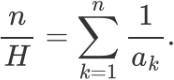 n/H = ∑_{k=1}^{n} 1/a_k.